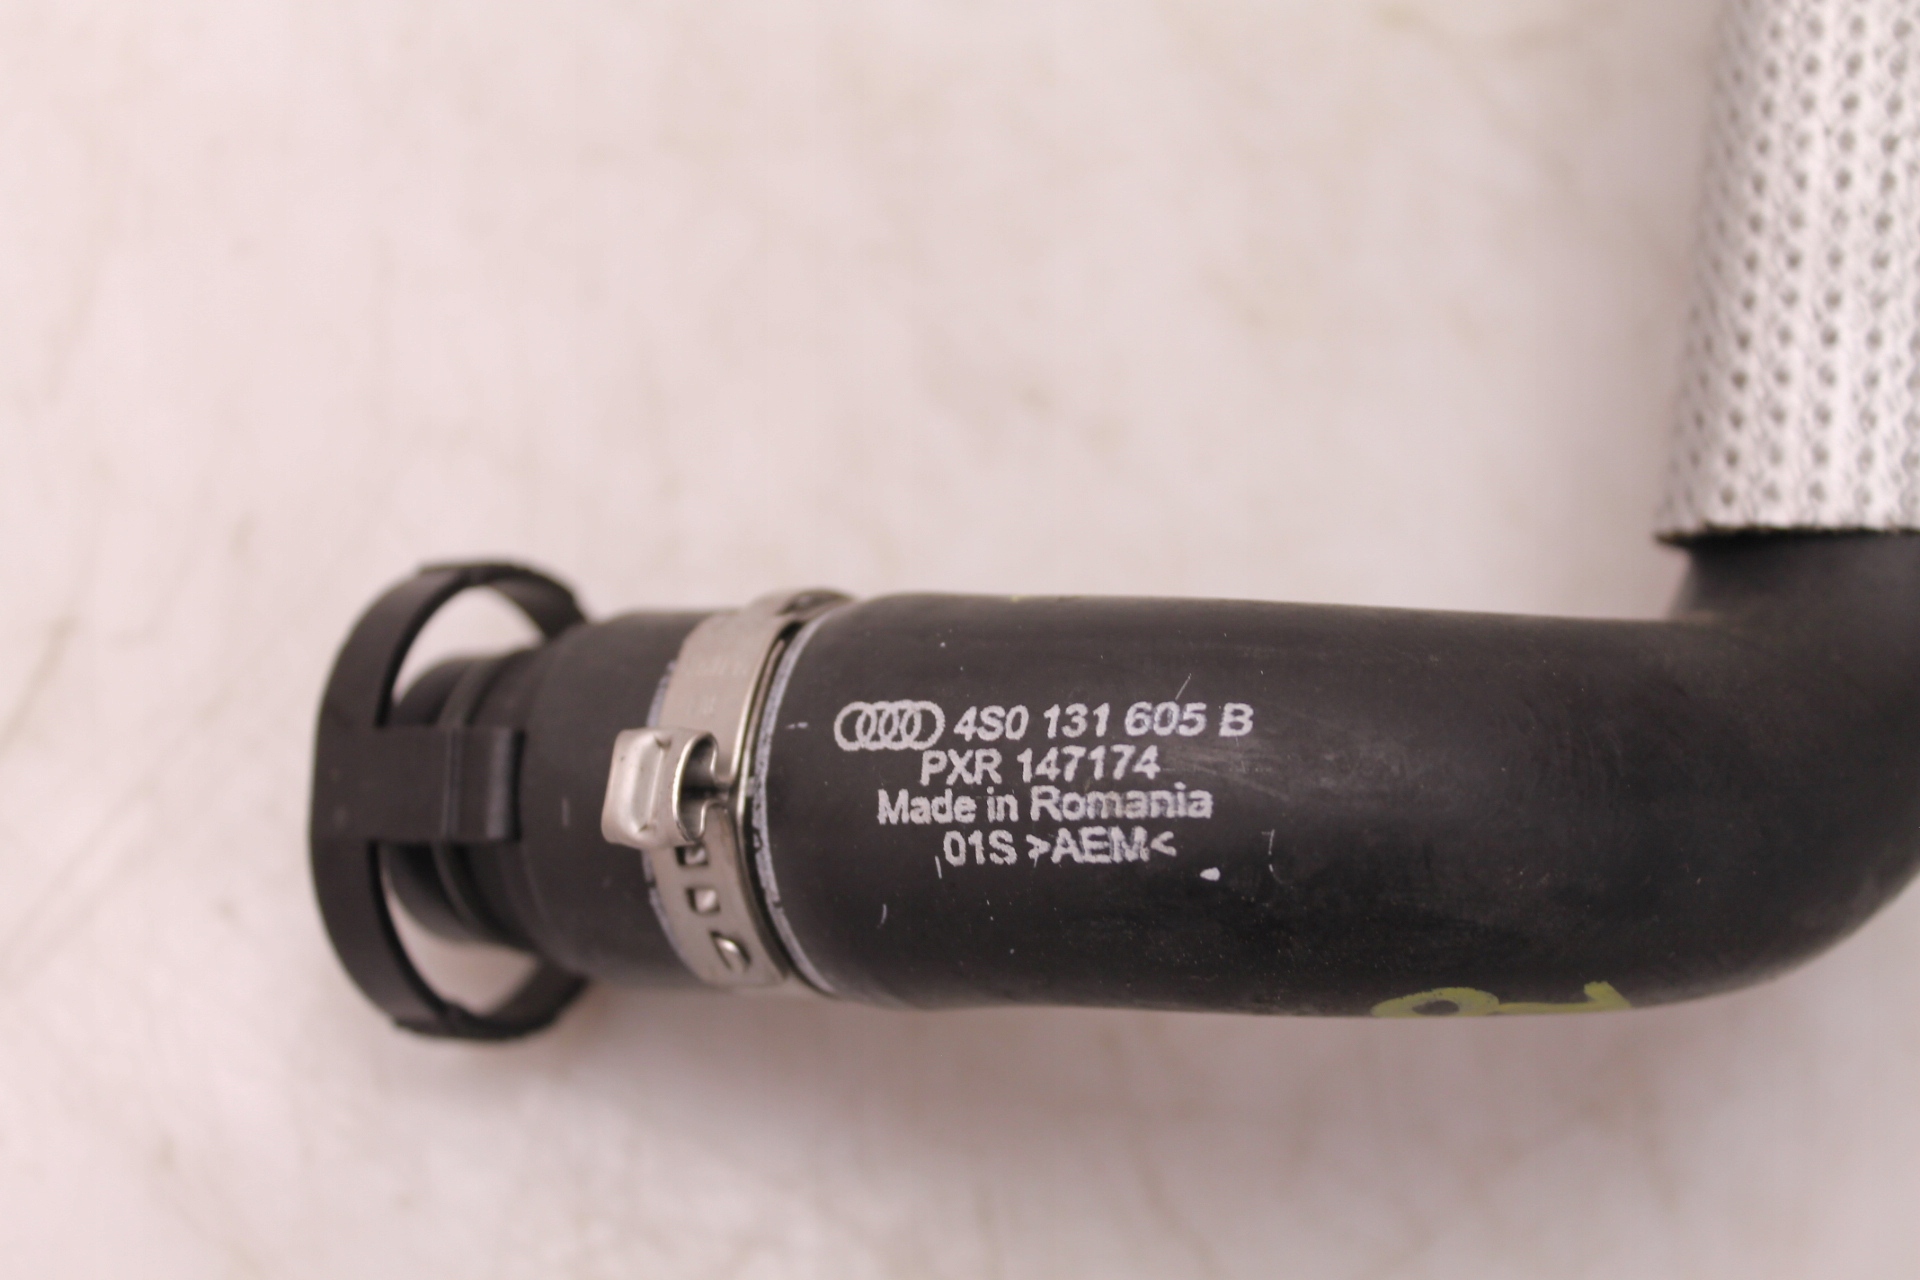 4S0 131 605 B
PXR 147174
Made in Romania
01S >AEM<